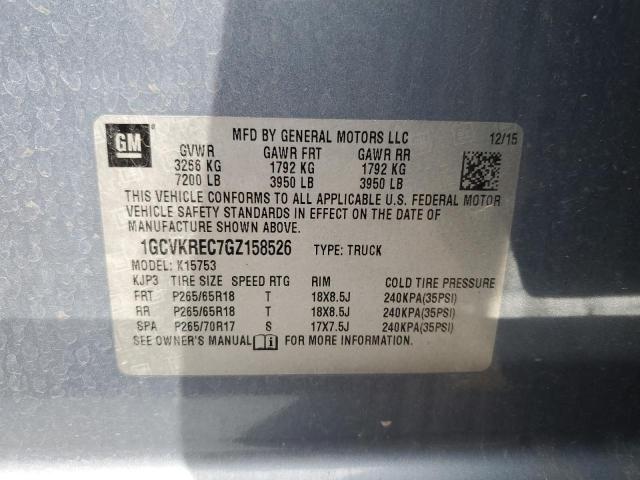 GM
MFD BY GENERAL MOTORS LLC 12/15
GVWR GAWR FRT GAWR RR
3266 KG 1792 KG 1792 KG
7200 LB 3950 LB 3950 LB
THIS VEHICLE CONFORMS TO ALL APPLICABLE U.S. FEDERAL MOTOR
VEHICLE SAFETY STANDARDS IN EFFECT ON THE DATE OF
MANUFACTURE SHOWN ABOVE.
1GCVKREC7GZ158526 TYPE: TRUCK
MODEL: K15753
KJP3 TIRE SIZE SPEED RTG RIM COLD TIRE PRESSURE
FRT P265/65R18 T 18X8.5J 240KPA(35PSI)
RR P265/65R18 T 18X8.5J 240KPA(35PSI)
SPA P265/70R17 S 17X7.5J 240KPA(35PSI)
SEE OWNER'S MANUAL FOR MORE INFORMATION.